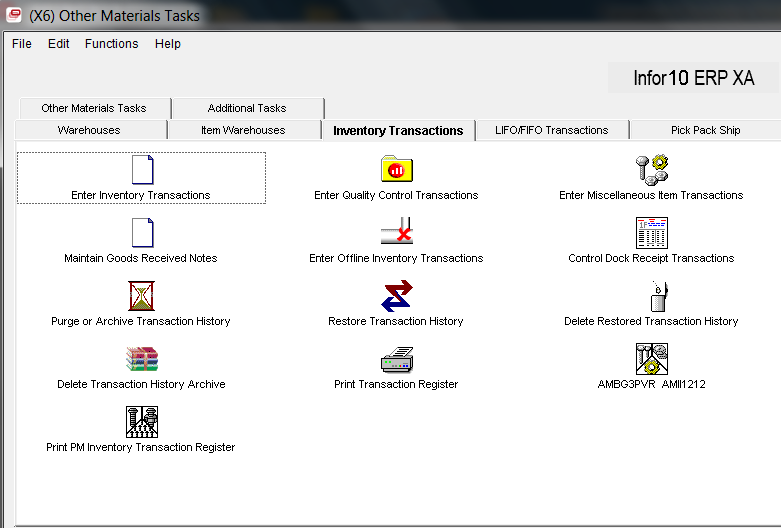 (X6) Other Materials Tasks
File Edit Functions Help
Infor10 ERP XA
Other Materials Tasks Additional Tasks
Warehouses Item Warehouses Inventory Transactions LIFO/FIFO Transactions Pick Pack Ship
Enter Inventory Transactions Enter Quality Control Transactions Enter Miscellaneous Item Transactions
Maintain Goods Received Notes Enter Offline Inventory Transactions Control Dock Receipt Transactions
Purge or Archive Transaction History Restore Transaction History Delete Restored Transaction History
Delete Transaction History Archive Print Transaction Register AMBG3PVR AMII1212
Print PM Inventory Transaction Register